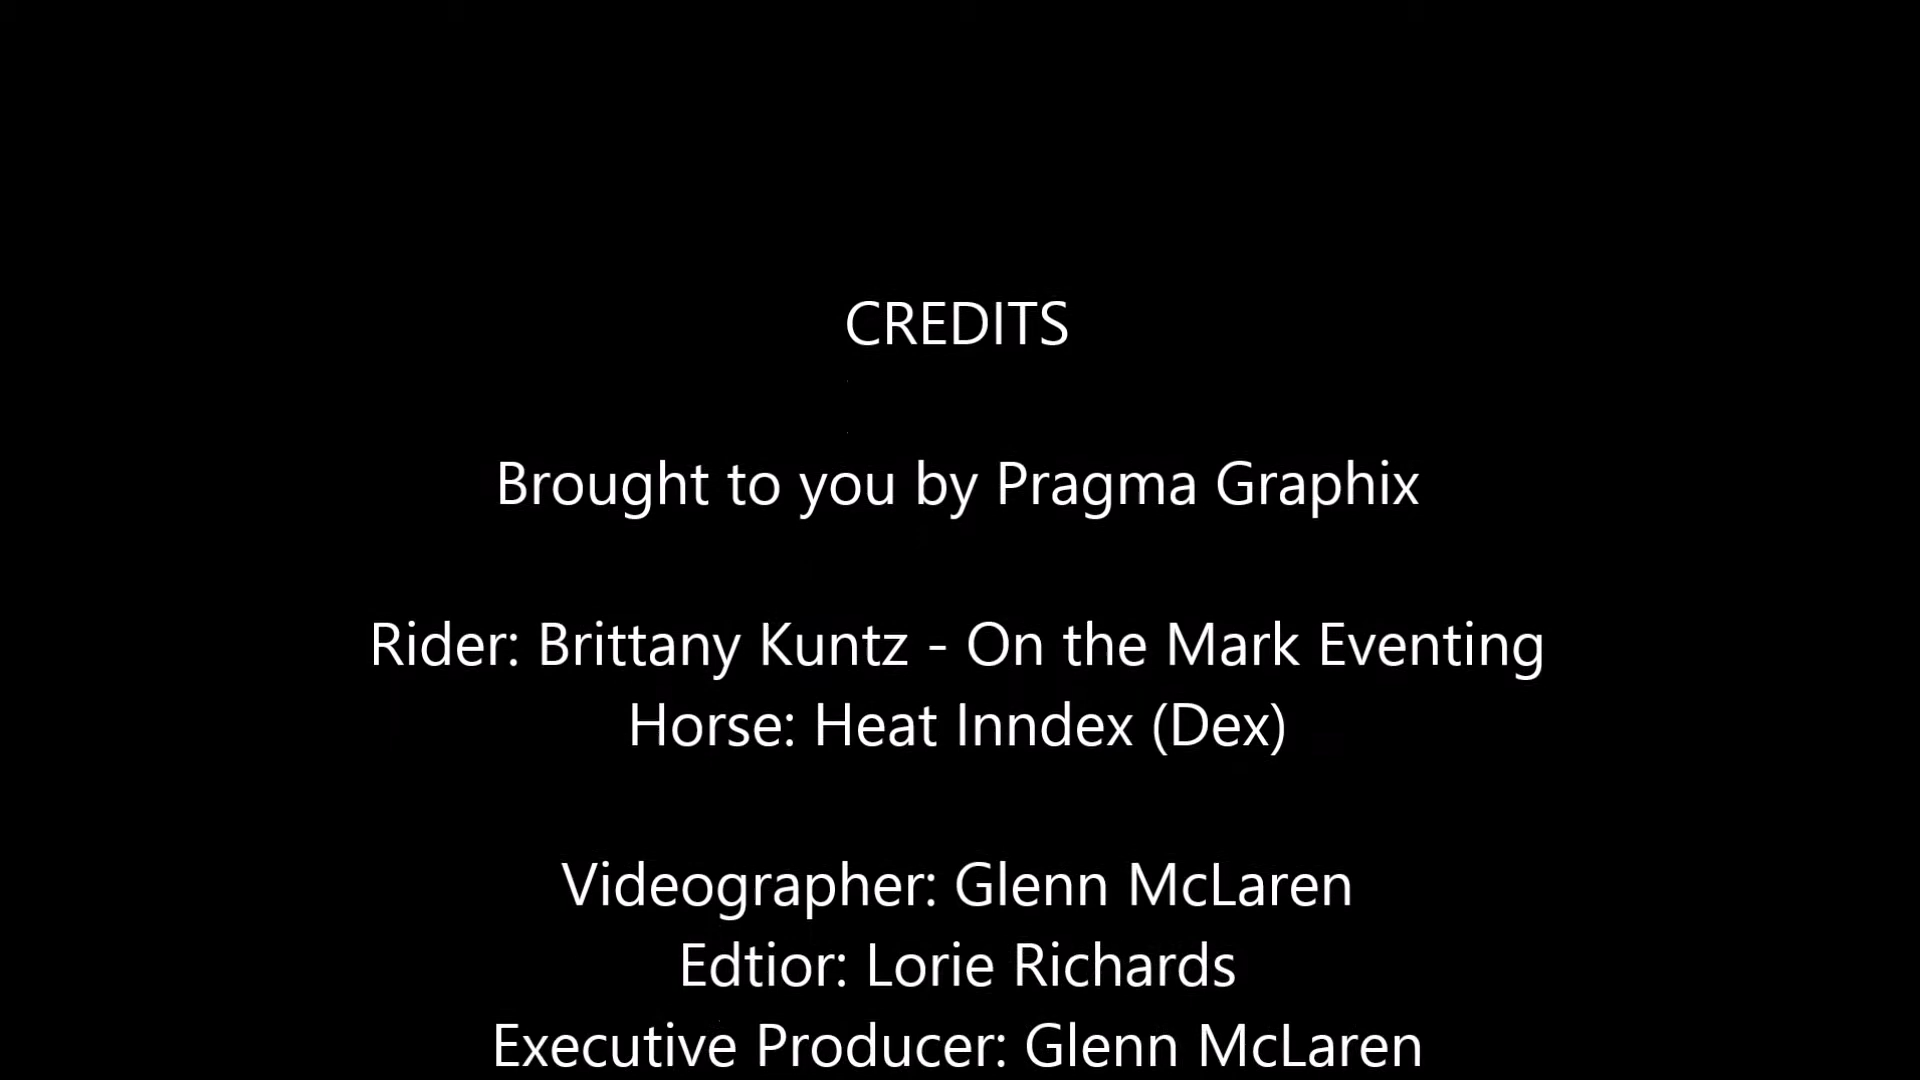 CREDITS
Brought to you by Pragma Graphix
Rider: Brittany Kuntz - On the Mark Eventing
Horse: Heat Inndex (Dex)
Videographer: Glenn McLaren
Edtior: Lorie Richards
Executive Producer: Glenn McLaren